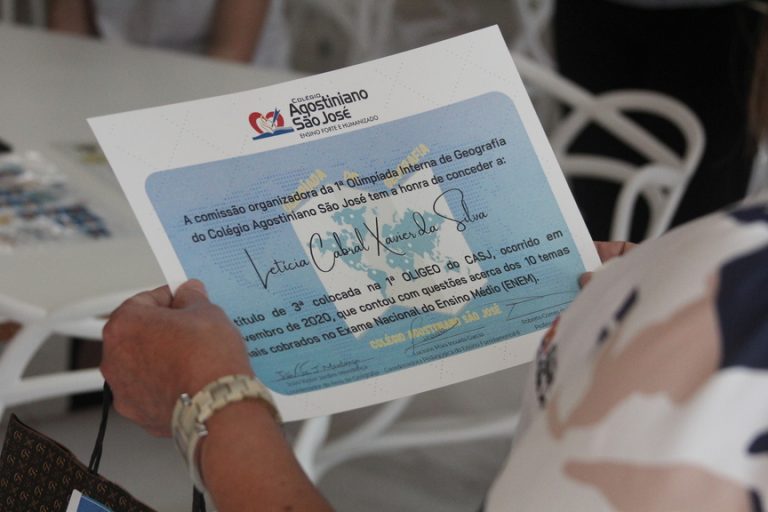 COLÉGIO
Agostiniano
São José
ENSINO FORTE E HUMANIZADO
GEOGRAFIA
A comissão organizadora da 1ª Olimpíada Interna de Geografia
do Colégio Agostiniano São José tem a honra de conceder a:
Letícia Cabral Xavier da Silva
título de 3ª colocada na 1ª OLIGEO do CASJ, ocorrido em
vembro de 2020, que contou com questões acerca dos 10 temas
ais cobrados no Exame Nacional do Ensino Médio (ENEM).
COLÉGIO AGOSTINIANO SÃO JOSÉ